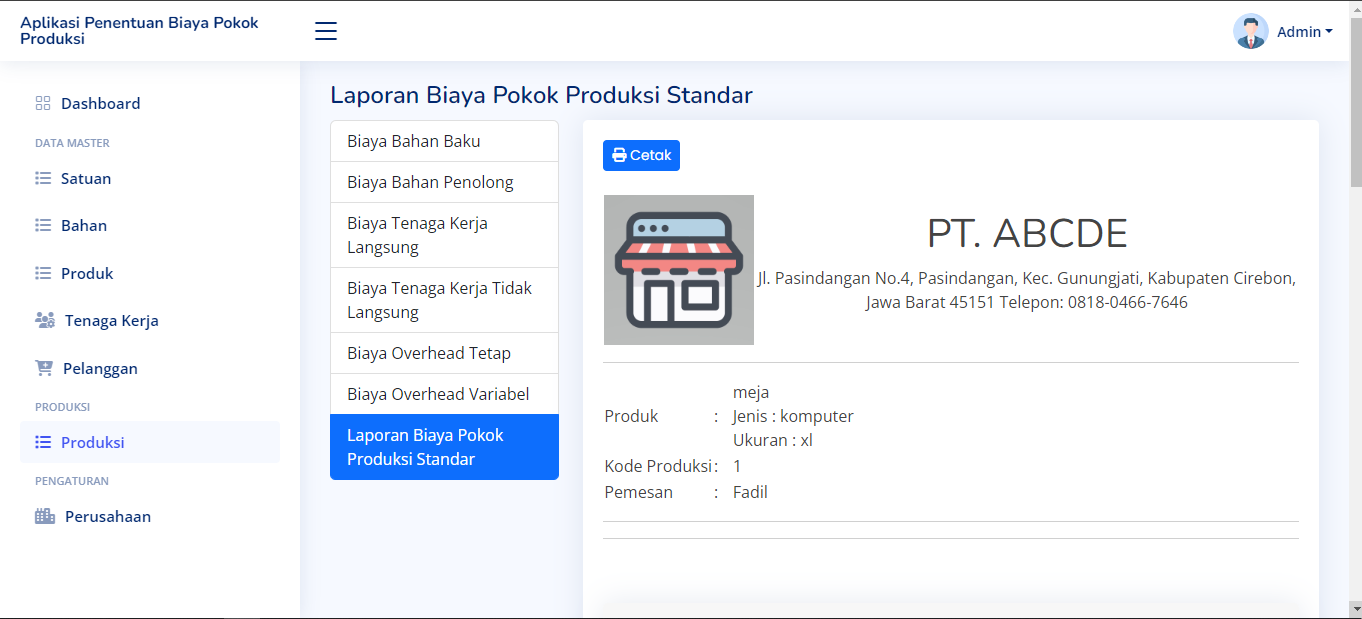 Aplikasi Penentuan Biaya Pokok
Produksi
Admin
Dashboard
DATA MASTER
Satuan
Bahan
Produk
Tenaga Kerja
Pelanggan
PRODUKSI
Produksi
PENGATURAN
Perusahaan
Laporan Biaya Pokok Produksi Standar
Biaya Bahan Baku
Biaya Bahan Penolong
Biaya Tenaga Kerja
Langsung
Biaya Tenaga Kerja Tidak
Langsung
Biaya Overhead Tetap
Biaya Overhead Variabel
Laporan Biaya Pokok
Produksi Standar
Cetak
PT. ABCDE
Jl. Pasindangan No.4, Pasindangan, Kec. Gunungjati, Kabupaten Cirebon,
Jawa Barat 45151 Telepon: 0818-0466-7646
meja
Produk : Jenis : komputer
Ukuran : xl
Kode Produksi : 1
Pemesan : Fadil